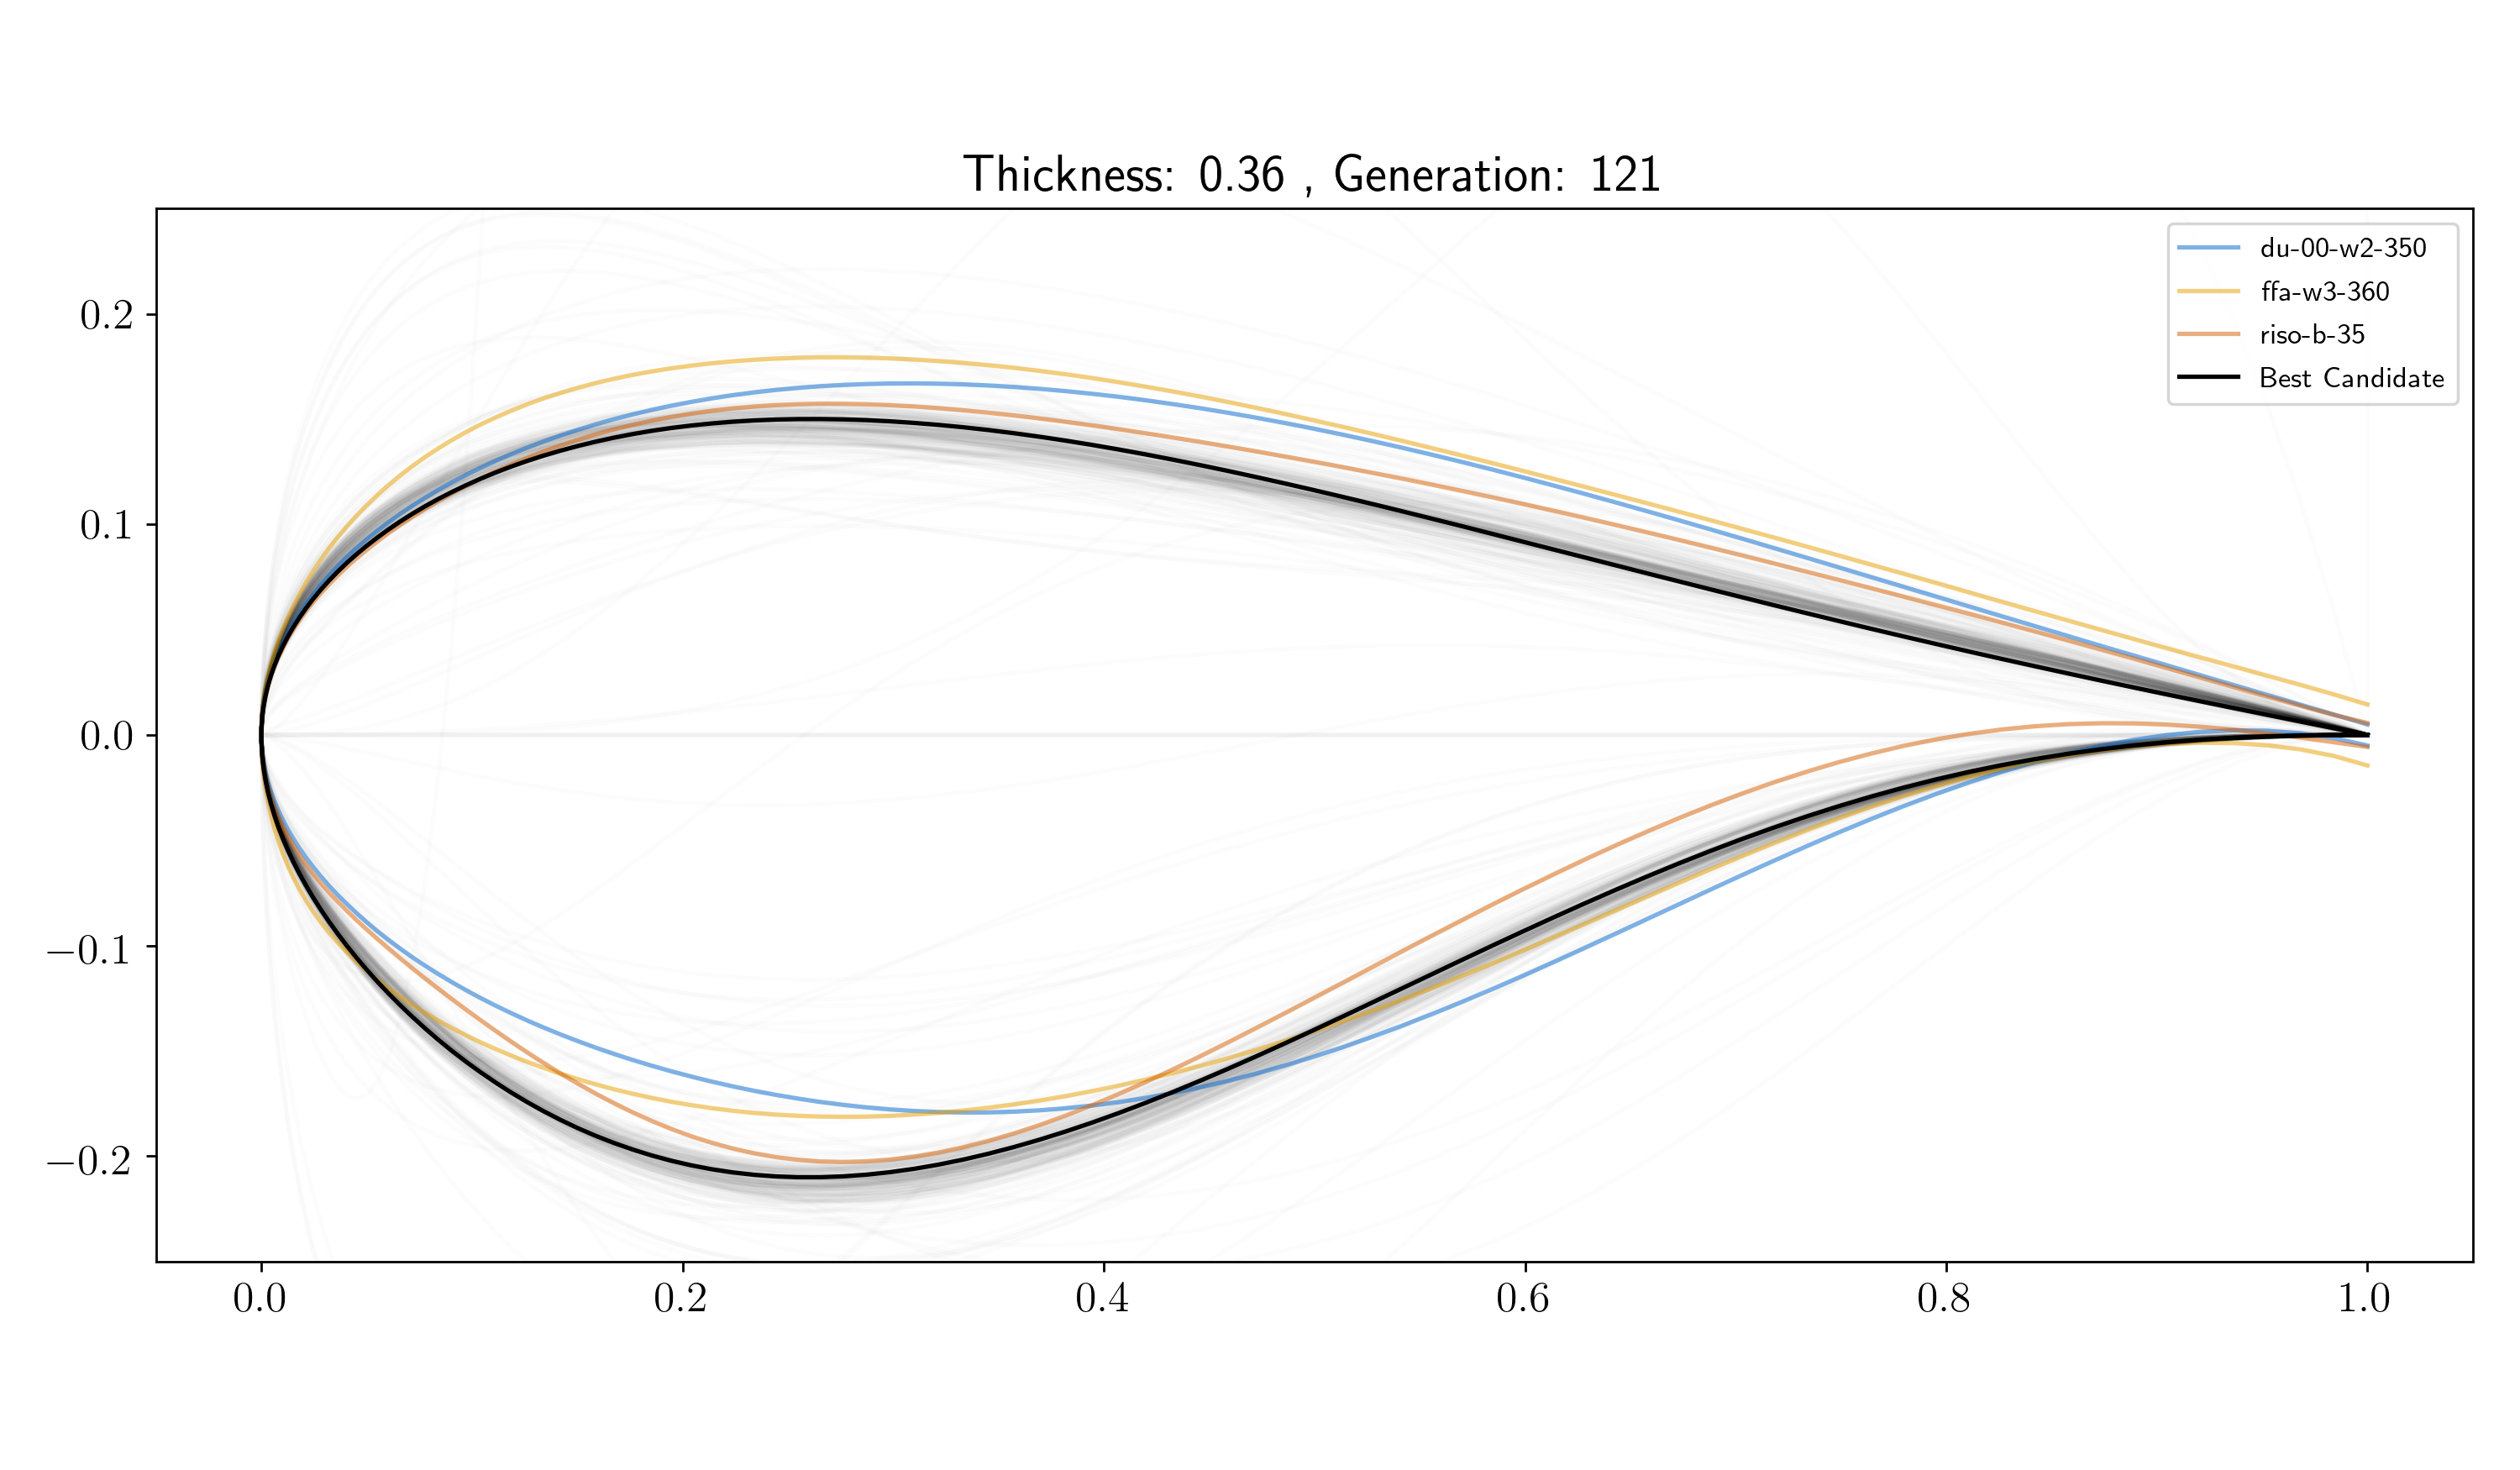 Thickness: 0.36 , Generation: 121
du-00-w2-350
ffa-w3-360
riso-b-35
Best Candidate
0.2
0.1
0.0
−0.1
−0.2
0.0 0.2 0.4 0.6 0.8 1.0